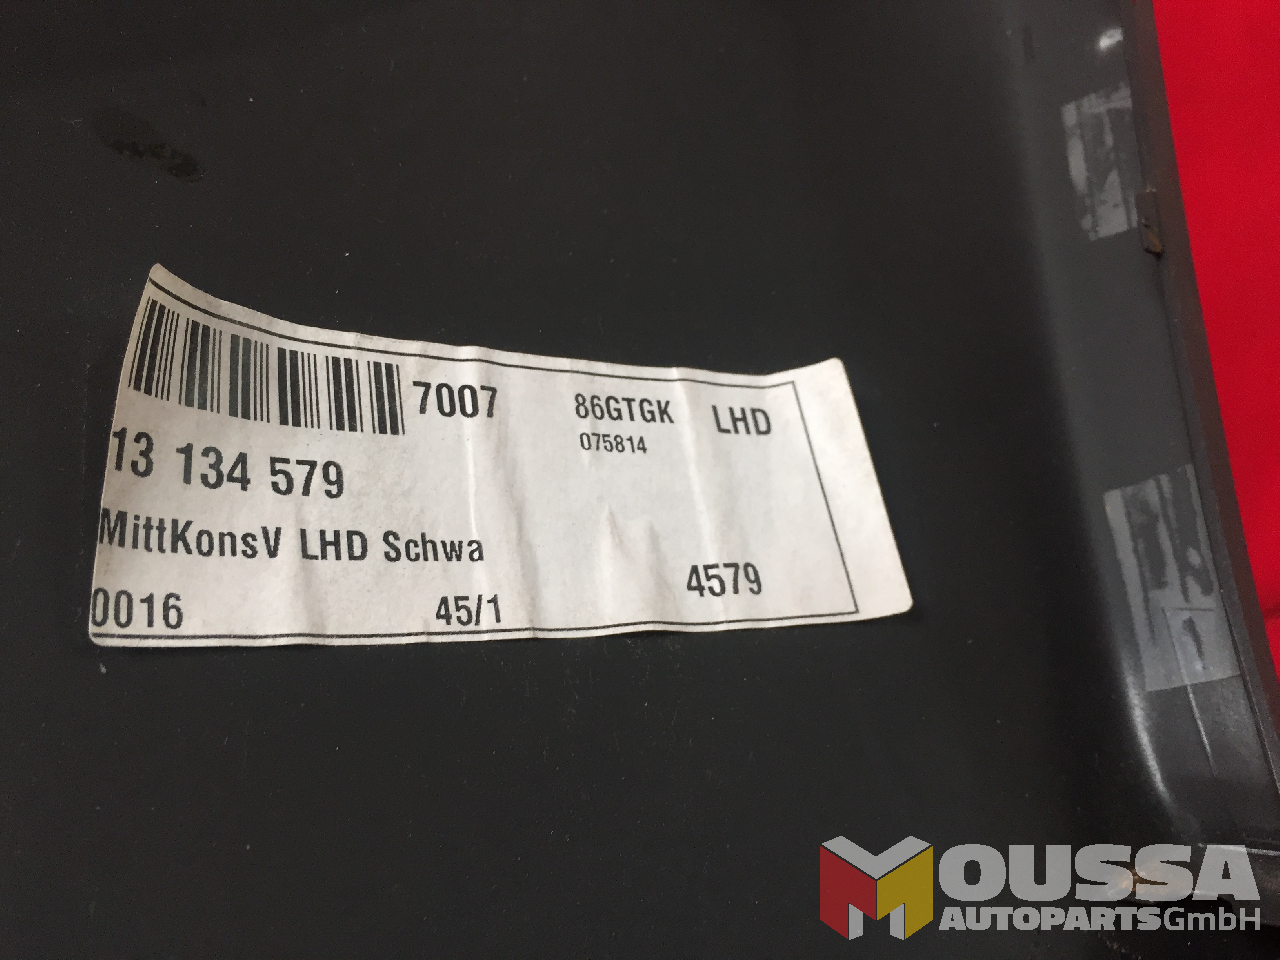 7007 86GTGK LHD
075814
13 134 579
MittKonsV LHD Schwa
0016 45/1 4579
MOUSSA
AUTOPARTSGmbH